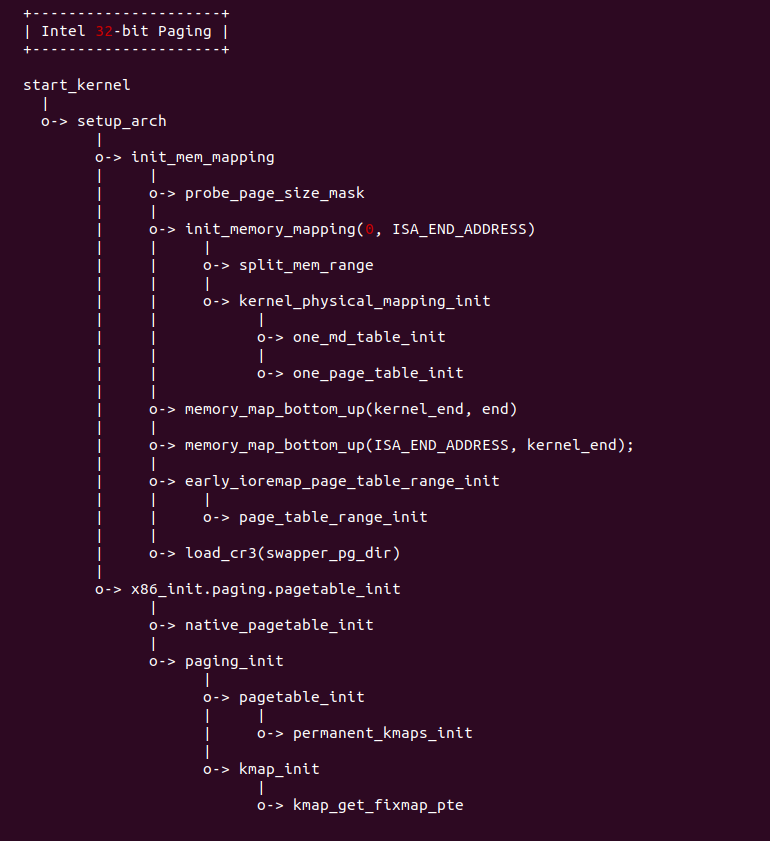 +---------------------+
| Intel 32-bit Paging |
+---------------------+

start_kernel
  |
  o-> setup_arch
        |
        o-> init_mem_mapping
        |     |
        |     o-> probe_page_size_mask
        |     |
        |     o-> init_memory_mapping(0, ISA_END_ADDRESS)
        |     |     |
        |     |     o-> split_mem_range
        |     |     |
        |     |     o-> kernel_physical_mapping_init
        |     |           |
        |     |           o-> one_md_table_init
        |     |           |
        |     |           o-> one_page_table_init
        |     |
        |     o-> memory_map_bottom_up(kernel_end, end)
        |     |
        |     o-> memory_map_bottom_up(ISA_END_ADDRESS, kernel_end);
        |     |
        |     o-> early_ioremap_page_table_range_init
        |     |     |
        |     |     o-> page_table_range_init
        |     |
        |     o-> load_cr3(swapper_pg_dir)
        |
        o-> x86_init.paging.pagetable_init
              |
              o-> native_pagetable_init
              |
              o-> paging_init
                    |
                    o-> pagetable_init
                    |     |
                    |     o-> permanent_kmaps_init
                    |
                    o-> kmap_init
                          |
                          o-> kmap_get_fixmap_pte